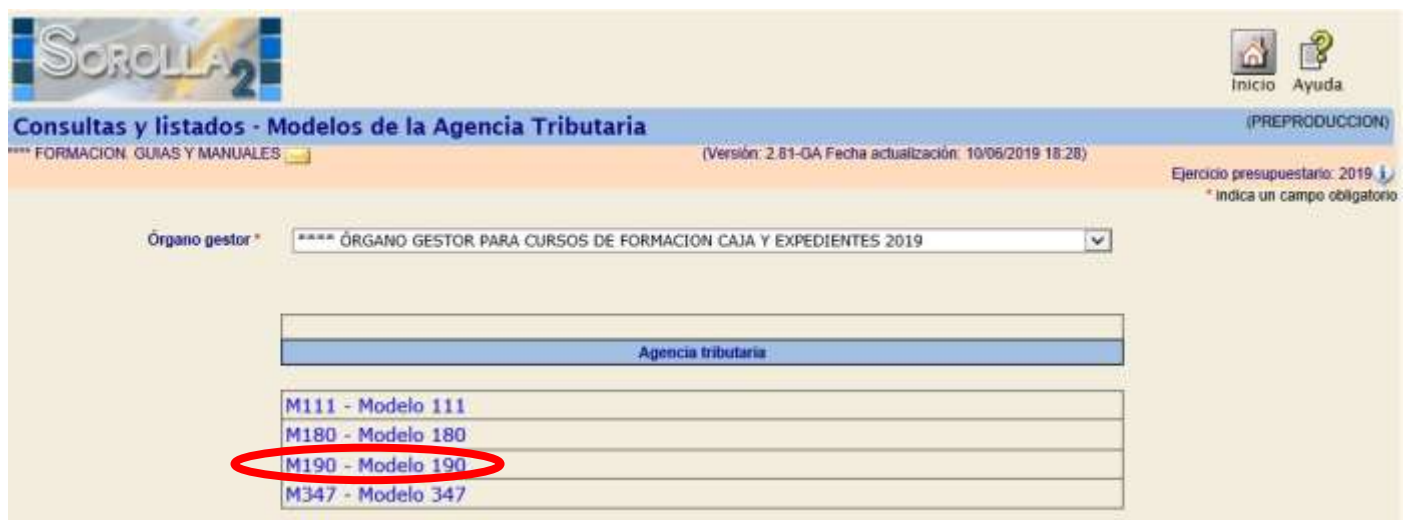 SOROLLA2
Inicio Ayuda
Consultas y listados - Modelos de la Agencia Tributaria (PREPRODUCCION)
**** FORMACION. GUIAS Y MANUALES (Versión: 2.81-GA Fecha actualización: 10/06/2019 18:28)
Ejercicio presupuestario: 2019
* Indica un campo obligatorio
Órgano gestor * **** ÓRGANO GESTOR PARA CURSOS DE FORMACION CAJA Y EXPEDIENTES 2019
Agencia tributaria
M111 - Modelo 111
M180 - Modelo 180
M190 - Modelo 190
M347 - Modelo 347